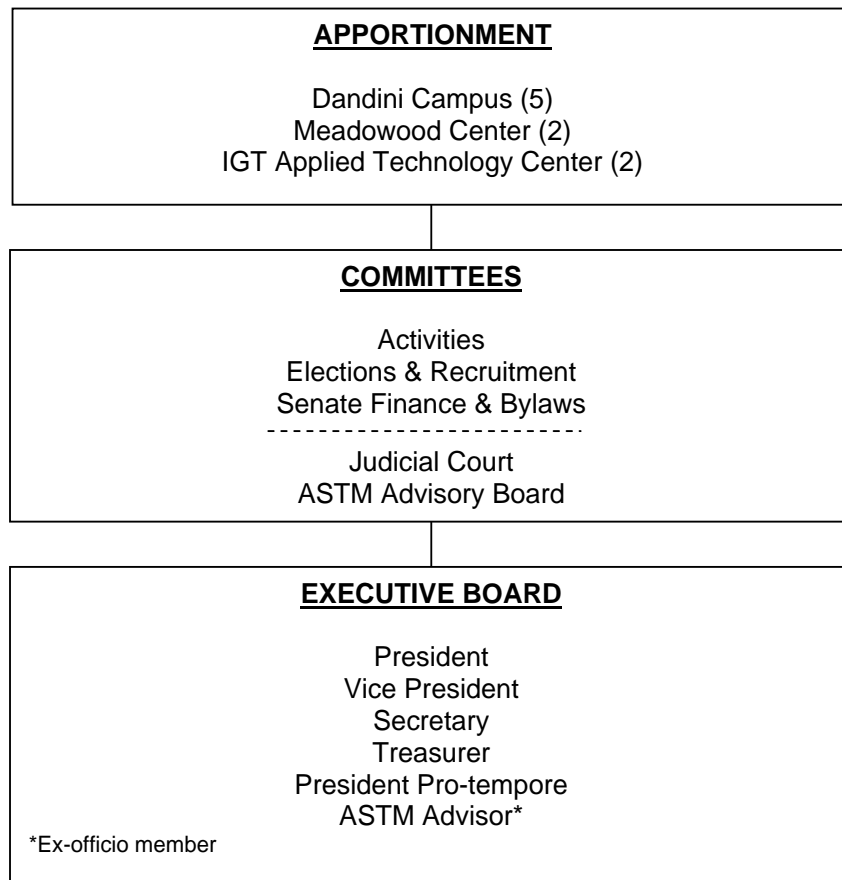 APPORTIONMENT
Dandini Campus (5)
Meadowood Center (2)
IGT Applied Technology Center (2)
COMMITTEES
Activities
Elections & Recruitment
Senate Finance & Bylaws
Judicial Court
ASTM Advisory Board
EXECUTIVE BOARD
President
Vice President
Secretary
Treasurer
President Pro-tempore
ASTM Advisor*
*Ex-officio member